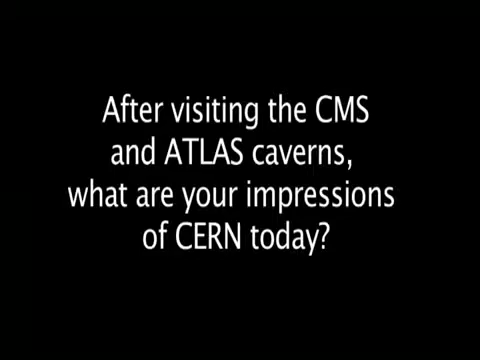 After visiting the CMS
and ATLAS caverns,
what are your impressions
of CERN today?